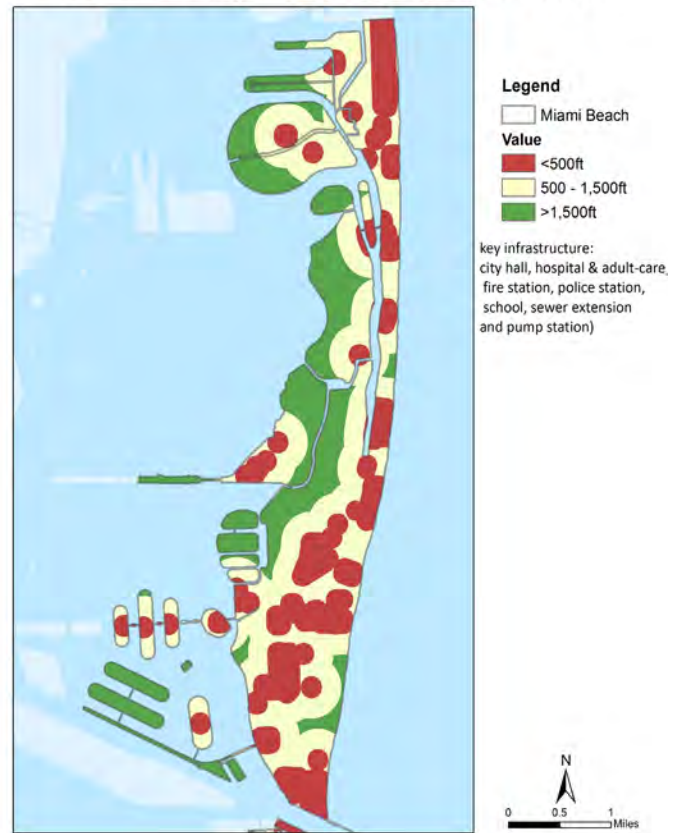 Legend
Miami Beach
Value
<500ft
500 - 1,500ft
>1,500ft
key infrastructure:
city hall, hospital & adult-care,
fire station, police station,
school, sewer extension
and pump station)
N
0 0.5 1
Miles